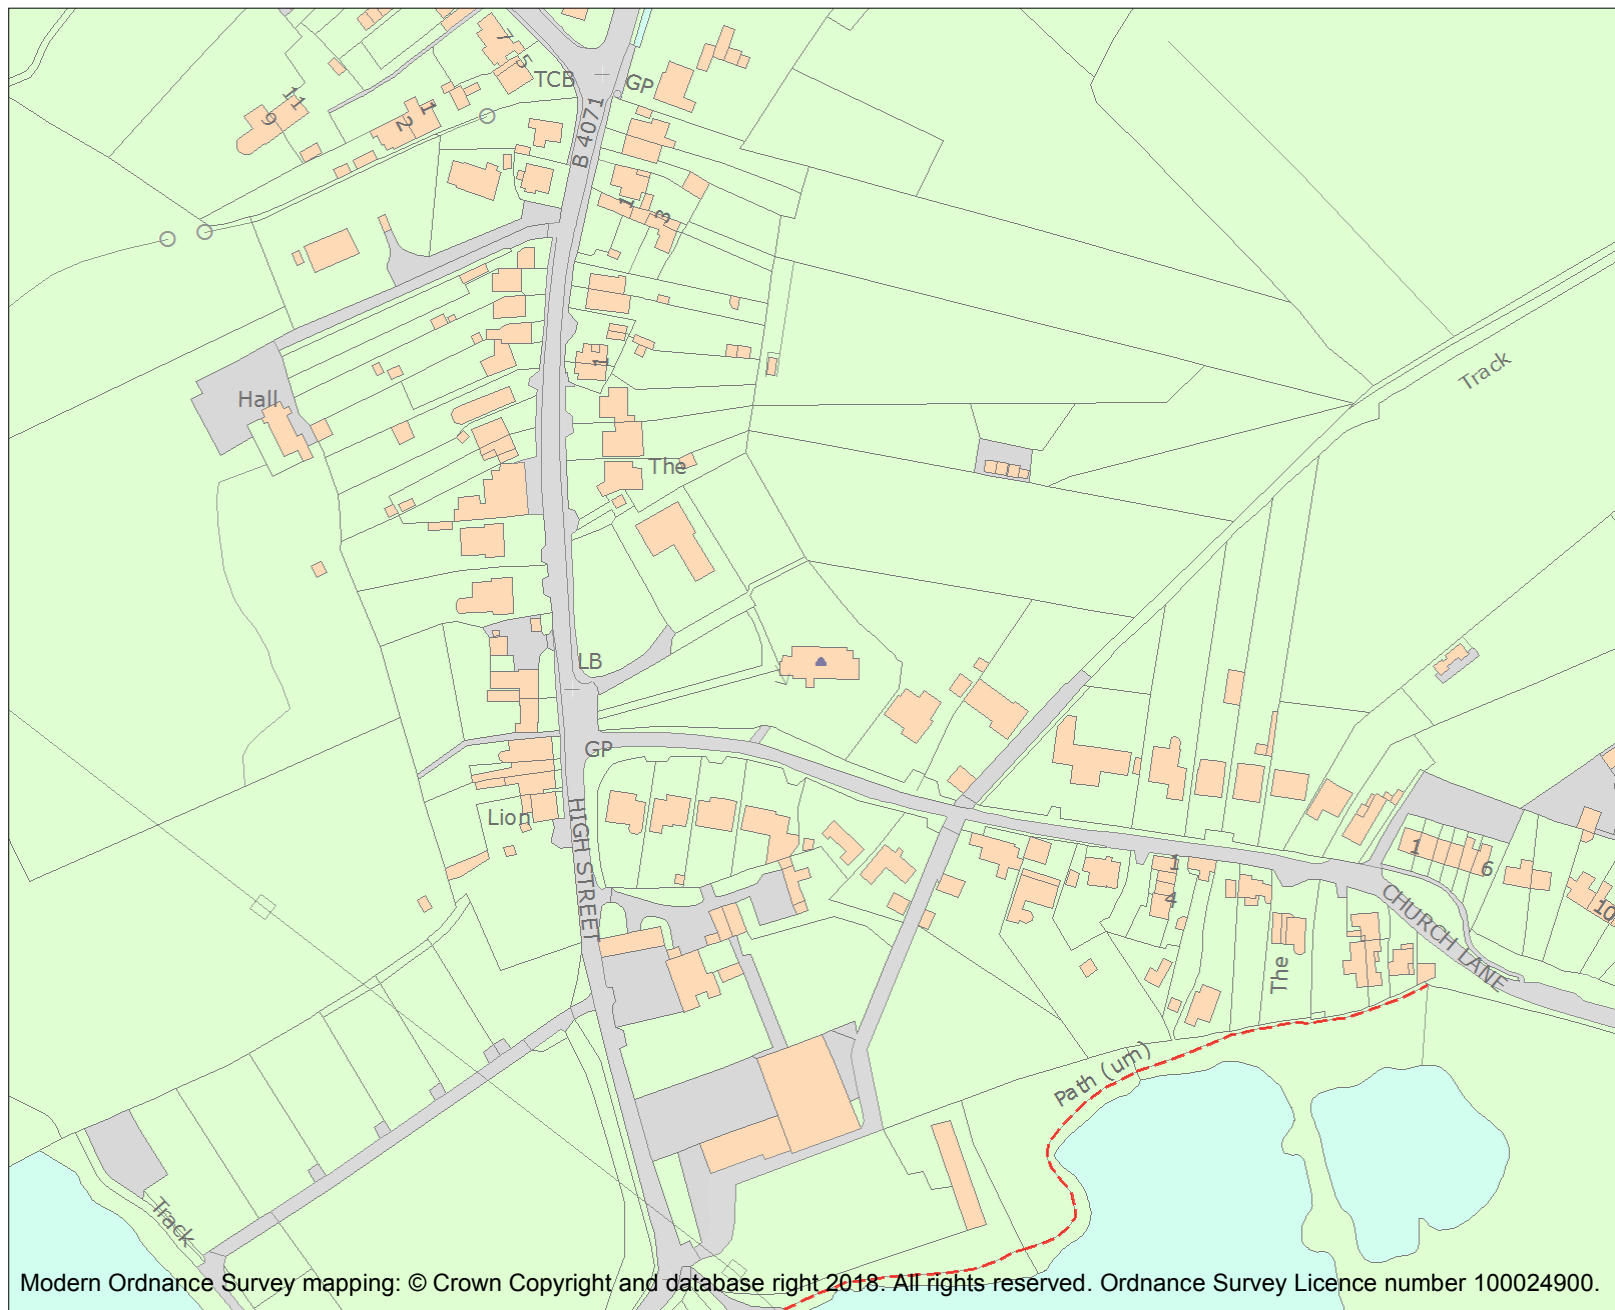 7
5
TCB
GP
11
9
1
2
B 4071
1
3
Track
Hall
1
The
LB
GP
Lion
HIGH STREET
1
4
1
6
10
CHURCH LANE
The
Path (um)
Track
Modern Ordnance Survey mapping: © Crown Copyright and database right 2018. All rights reserved. Ordnance Survey Licence number 100024900.